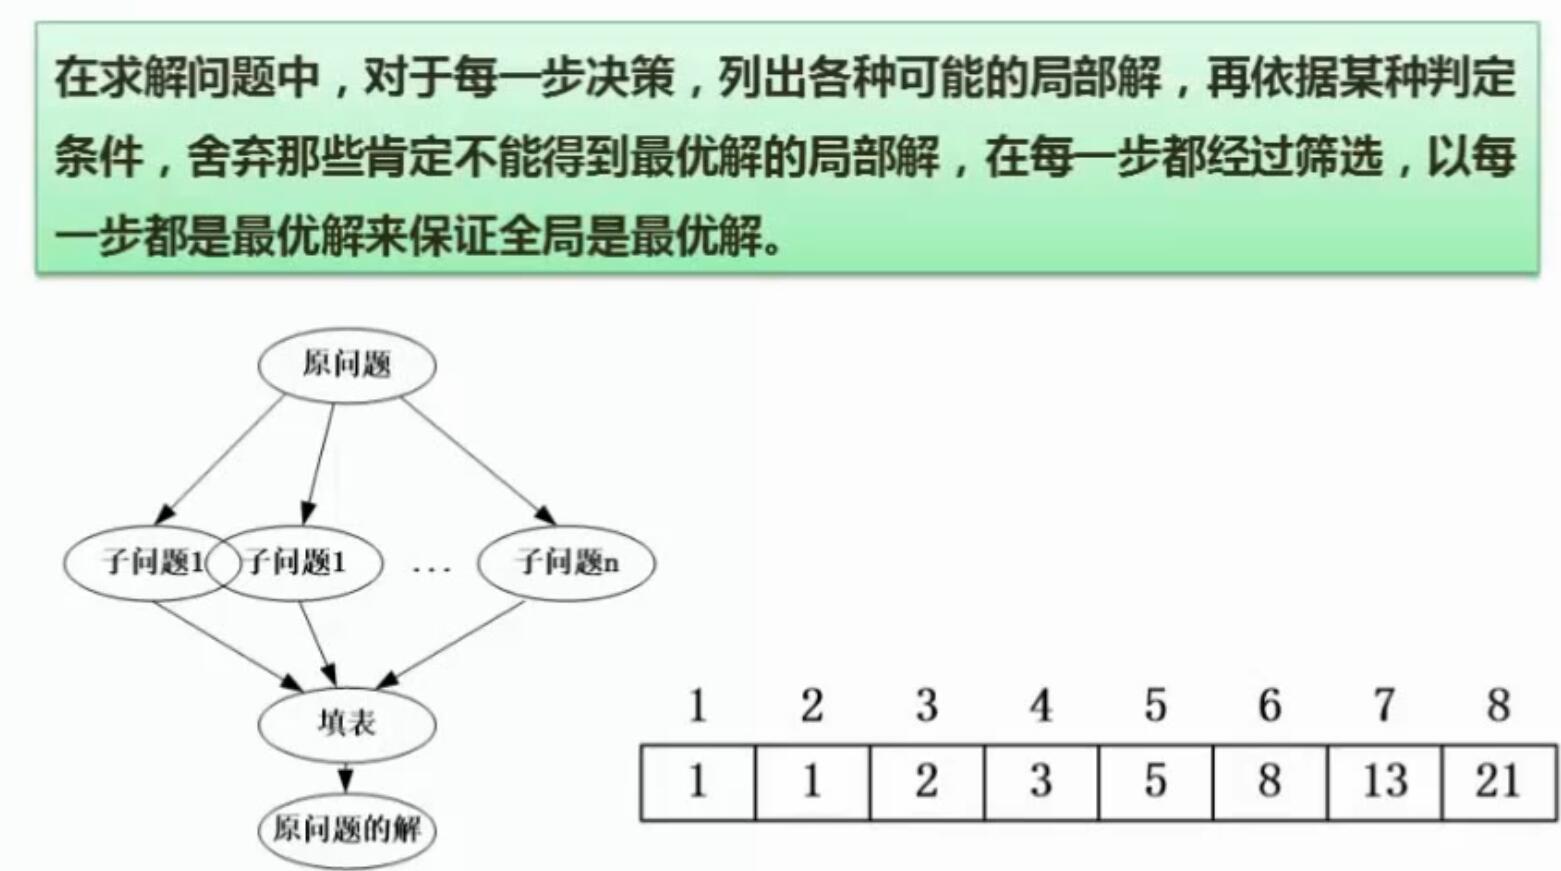 在求解问题中，对于每一步决策，列出各种可能的局部解，再依据某种判定
条件，舍弃那些肯定不能得到最优解的局部解，在每一步都经过筛选，以每
一步都是最优解来保证全局是最优解。
原问题
子问题1 子问题1 ... 子问题n
填表
原问题的解
1 2 3 4 5 6 7 8
1 1 2 3 5 8 13 21